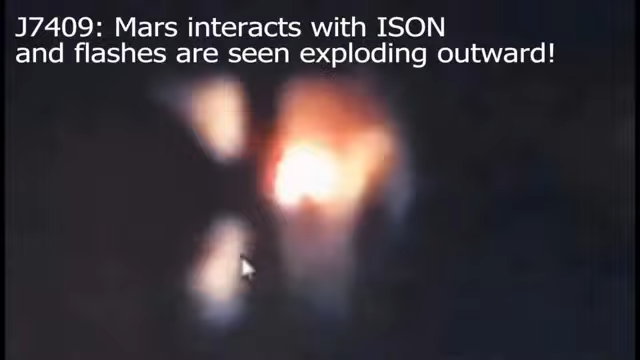 J7409: Mars interacts with ISON
and flashes are seen exploding outward!